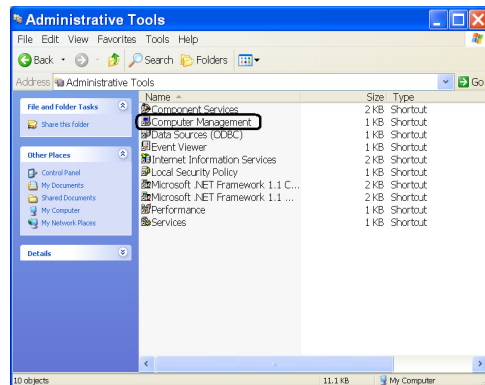 Administrative Tools
File Edit View Favorites Tools Help
Back Search Folders
Address Administrative Tools Go
File and Folder Tasks
Share this folder
Other Places
Control Panel
My Documents
Shared Documents
My Computer
My Network Places
Details
Name Size Type
Component Services 2 KB Shortcut
Computer Management 1 KB Shortcut
Data Sources (ODBC) 1 KB Shortcut
Event Viewer 1 KB Shortcut
Internet Information Services 2 KB Shortcut
Local Security Policy 1 KB Shortcut
Microsoft .NET Framework 1.1 C... 2 KB Shortcut
Microsoft .NET Framework 1.1 ... 2 KB Shortcut
Performance 1 KB Shortcut
Services 1 KB Shortcut
10 objects 11.1 KB My Computer